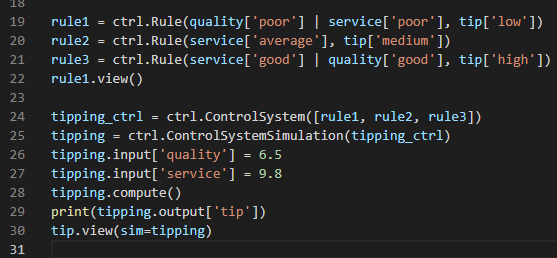 18
19 rule1 = ctrl.Rule(quality['poor'] | service['poor'], tip['low'])
20 rule2 = ctrl.Rule(service['average'], tip['medium'])
21 rule3 = ctrl.Rule(service['good'] | quality['good'], tip['high'])
22 rule1.view()
23
24 tipping_ctrl = ctrl.ControlSystem([rule1, rule2, rule3])
25 tipping = ctrl.ControlSystemSimulation(tipping_ctrl)
26 tipping.input['quality'] = 6.5
27 tipping.input['service'] = 9.8
28 tipping.compute()
29 print(tipping.output['tip'])
30 tip.view(sim=tipping)
31